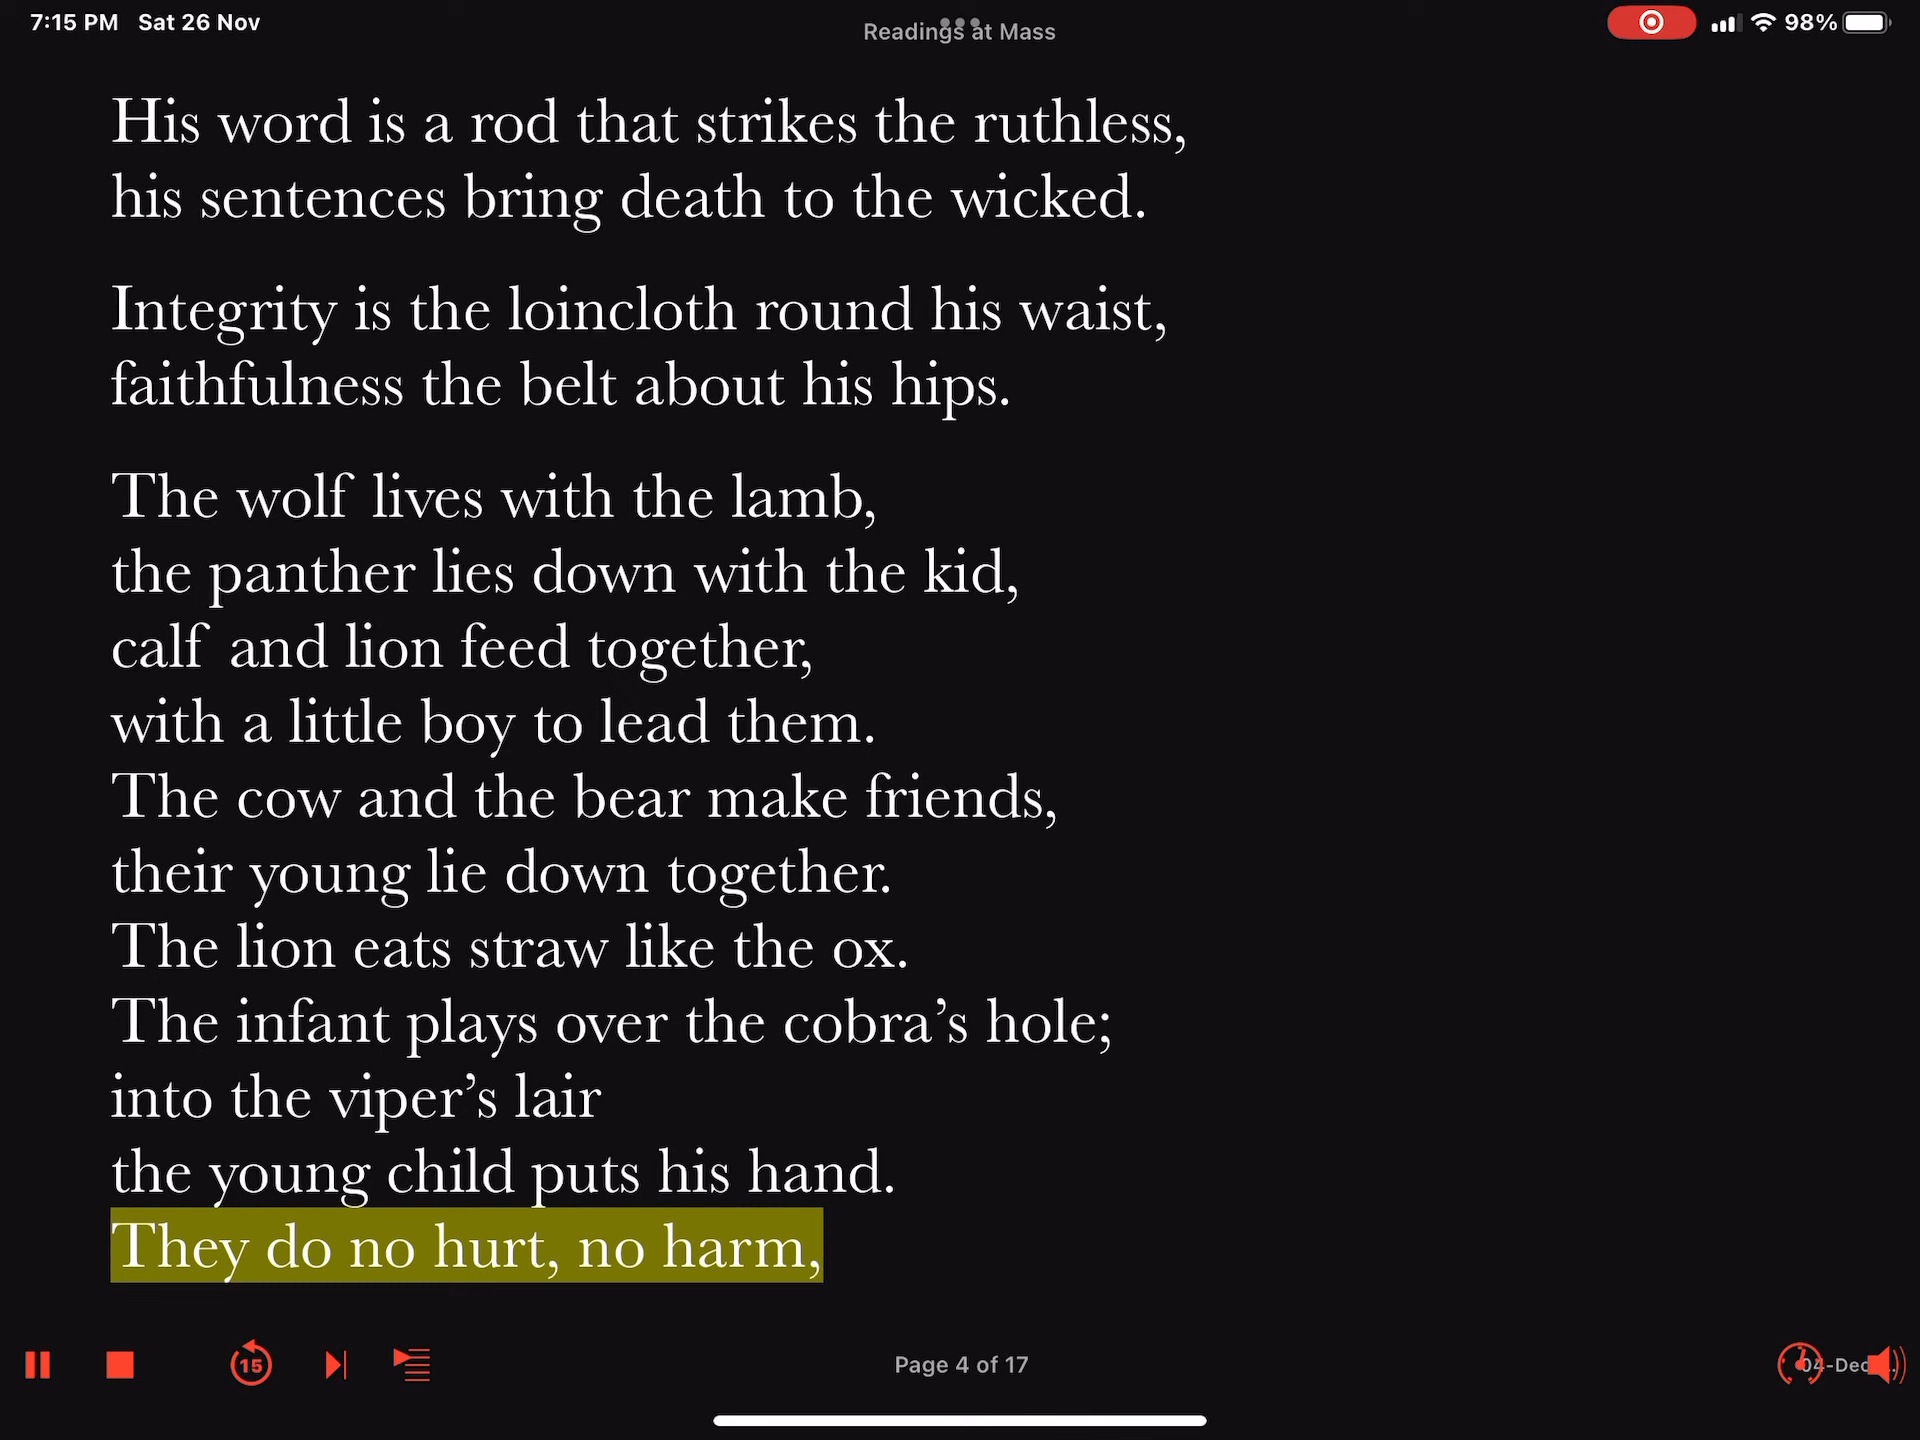 7:15 PM Sat 26 Nov
Readings at Mass
98%
His word is a rod that strikes the ruthless,
his sentences bring death to the wicked.
Integrity is the loincloth round his waist,
faithfulness the belt about his hips.
The wolf lives with the lamb,
the panther lies down with the kid,
calf and lion feed together,
with a little boy to lead them.
The cow and the bear make friends,
their young lie down together.
The lion eats straw like the ox.
The infant plays over the cobra’s hole;
into the viper’s lair
the young child puts his hand.
They do no hurt, no harm,
15
Page 4 of 17
04-Dec